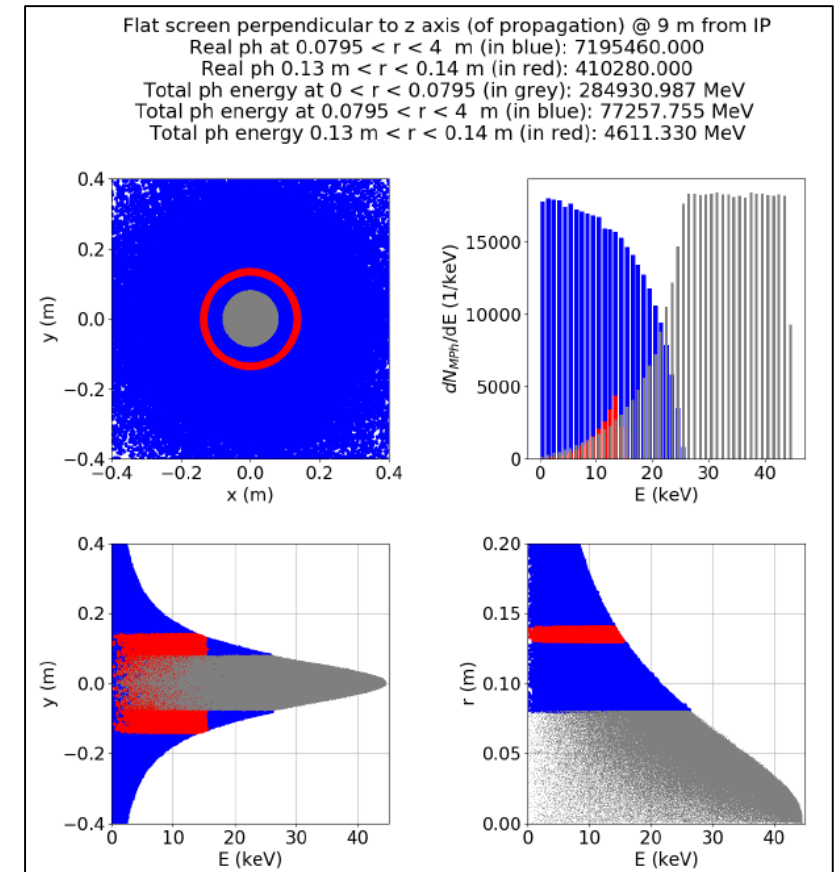 Flat screen perpendicular to z axis (of propagation) @ 9 m from IP
Real ph at 0.0795 < r < 4  m (in blue): 7195460.000
Real ph 0.13 m < r < 0.14 m (in red): 410280.000
Total ph energy at 0 < r < 0.0795 (in grey): 284930.987 MeV
Total ph energy at 0.0795 < r < 4  m (in blue): 77257.755 MeV
Total ph energy 0.13 m < r < 0.14 m (in red): 4611.330 MeV
y (m)
0.4
0.2
0.0
−0.2
−0.4
−0.4 −0.2 0.0 0.2 0.4
x (m)
dN_{MPh}/dE (1/keV)
15000
10000
5000
0
0 10 20 30 40
E (keV)
y (m)
0.4
0.2
0.0
−0.2
−0.4
0 10 20 30 40
E (keV)
r (m)
0.20
0.15
0.10
0.05
0.00
0 10 20 30 40
E (keV)